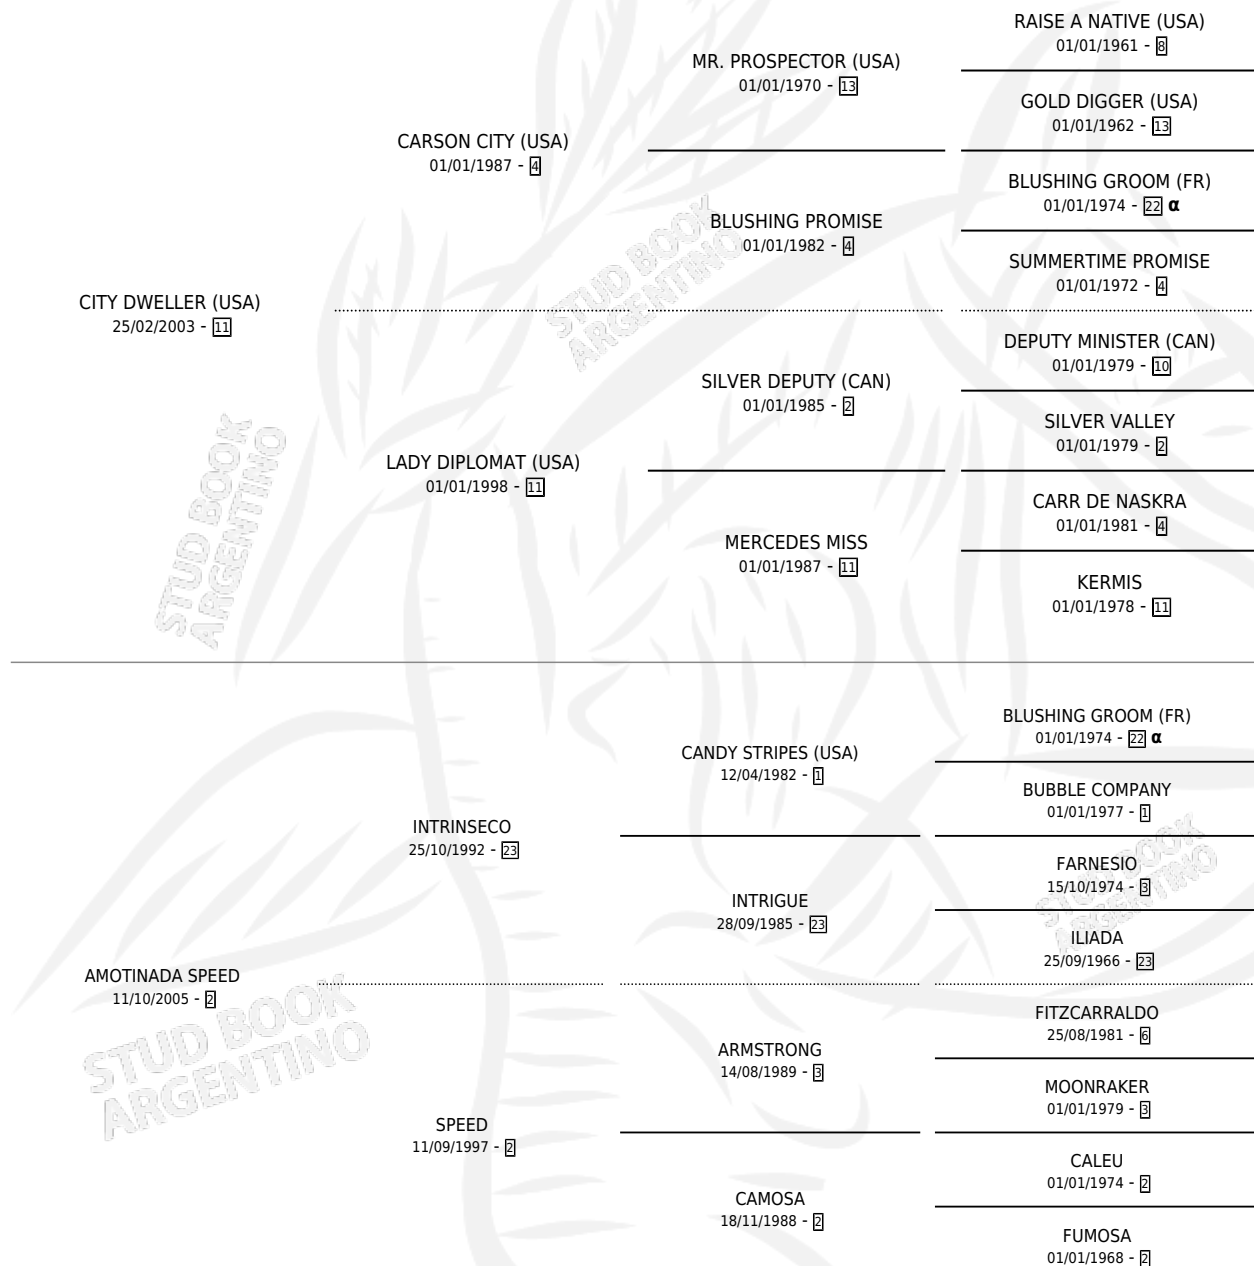 RAISE A NATIVE (USA)
01/01/1961 - 8
MR. PROSPECTOR (USA)
01/01/1970 - 13
GOLD DIGGER (USA)
01/01/1962 - 13
CARSON CITY (USA)
01/01/1987 - 4
BLUSHING GROOM (FR)
01/01/1974 - 22 α
BLUSHING PROMISE
01/01/1982 - 4
SUMMERTIME PROMISE
01/01/1972 - 4
CITY DWELLER (USA)
25/02/2003 - 11
DEPUTY MINISTER (CAN)
01/01/1979 - 10
SILVER DEPUTY (CAN)
01/01/1985 - 2
SILVER VALLEY
01/01/1979 - 2
LADY DIPLOMAT (USA)
01/01/1998 - 11
CARR DE NASKRA
01/01/1981 - 4
MERCEDES MISS
01/01/1987 - 11
KERMIS
01/01/1978 - 11
BLUSHING GROOM (FR)
01/01/1974 - 22 α
CANDY STRIPES (USA)
12/04/1982 - 1
BUBBLE COMPANY
01/01/1977 - 1
INTRINSECO
25/10/1992 - 23
FARNESIO
15/10/1974 - 3
INTRIGUE
28/09/1985 - 23
ILIADA
25/09/1966 - 23
AMOTINADA SPEED
11/10/2005 - 2
FITZCARRALDO
25/08/1981 - 6
ARMSTRONG
14/08/1989 - 3
MOONRAKER
01/01/1979 - 3
SPEED
11/09/1997 - 2
CALEU
01/01/1974 - 2
CAMOSA
18/11/1988 - 2
FUMOSA
01/01/1968 - 2
STUD BOOK
ARGENTINO
STUD BOOK
ARGENTINO
STUD BOOK
ARGENTINO
STUD BOOK
ARGENTINO